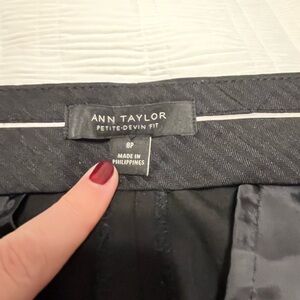 ANN TAYLOR
PETITE-DEVIN FIT
8P
MADE IN
PHILIPPINES